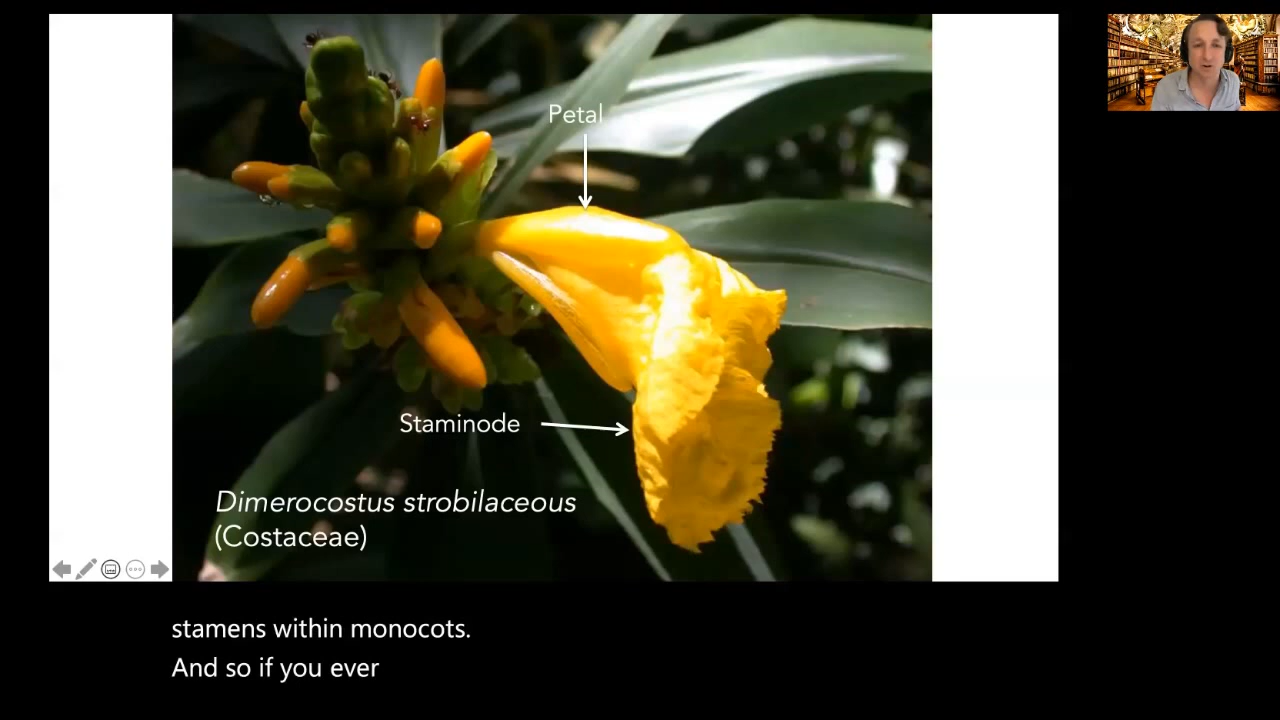 Petal
Staminode
Dimerocostus strobilaceous
(Costaceae)
stamens within monocots.
And so if you ever